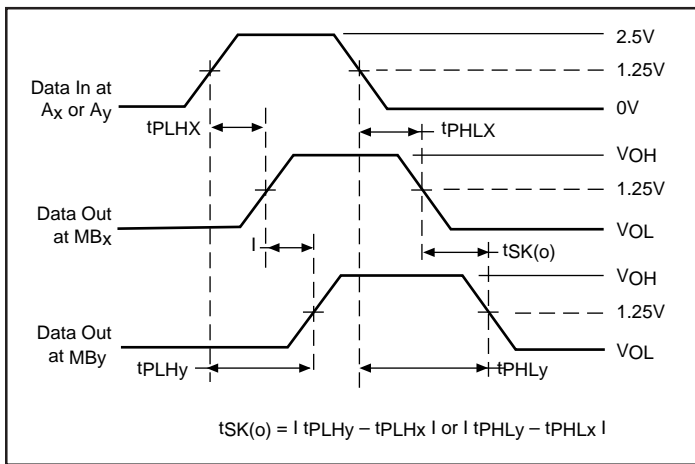 2.5V
Data In at
Ax or Ay
1.25V
0V
tPLHX
tPHLX
VOH
1.25V
Data Out
at MBx
VOL
I
tSK(o)
VOH
1.25V
Data Out
at MBy
VOL
tPLHy
tPHLy
tSK(o) = I tPLHy – tPLHx I or I tPHLy – tPHLx I